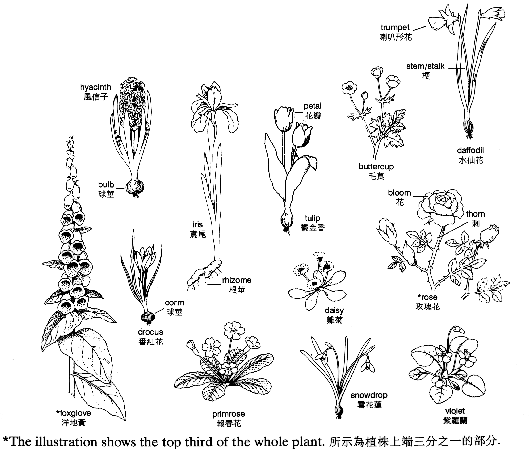 trumpet
喇叭形花
stem/stalk
梗
hyacinth
風信子
petal
花瓣
daffodil
水仙花
buttercup
毛茛
bulb
球莖
bloom
花
thorn
刺
tulip
鬱金香
iris
鳶尾
rhizome
根莖
corm
球莖
*rose
玫瑰花
daisy
雛菊
crocus
番紅花
*foxglove
洋地黃
primrose
報春花
snowdrop
雪花蓮
violet
紫羅蘭
*The illustration shows the top third of the whole plant. 所示為植株上端三分之一的部分.